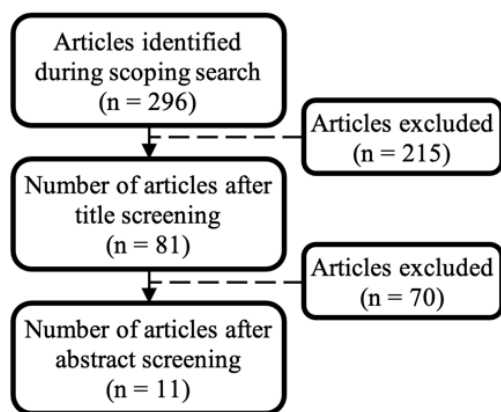 Articles identified
during scoping search
(n = 296)
Articles excluded
(n = 215)
Number of articles after
title screening
(n = 81)
Articles excluded
(n = 70)
Number of articles after
abstract screening
(n = 11)